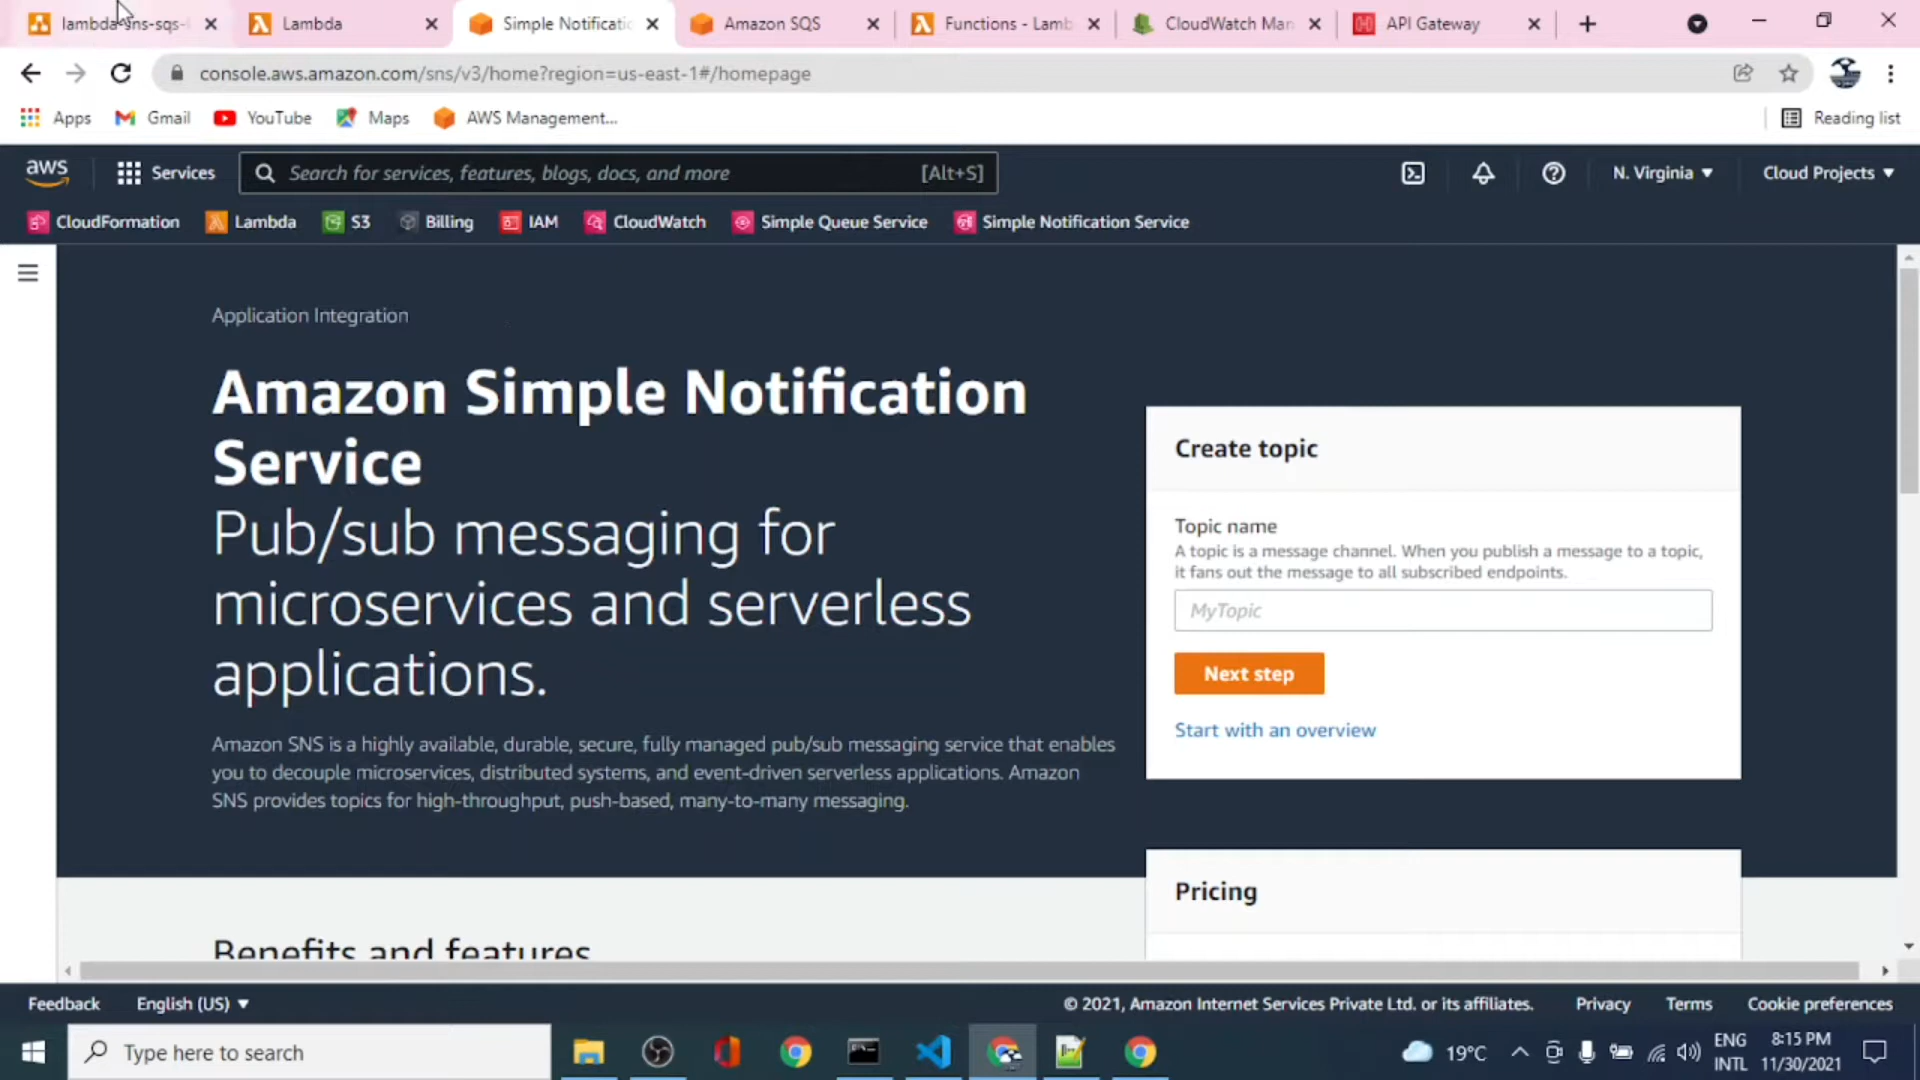 lambda-sns-sqs-
Lambda
Simple Notificatio
Amazon SQS
Functions - Lamb
CloudWatch Man
API Gateway
console.aws.amazon.com/sns/v3/home?region=us-east-1#/homepage
Apps
Gmail
YouTube
Maps
AWS Management...
Reading list
aws
Services
Search for services, features, blogs, docs, and more
[Alt+S]
N. Virginia
Cloud Projects
CloudFormation
Lambda
S3
Billing
IAM
CloudWatch
Simple Queue Service
Simple Notification Service
Application Integration
Amazon Simple Notification
Service
Pub/sub messaging for
microservices and serverless
applications.
Amazon SNS is a highly available, durable, secure, fully managed pub/sub messaging service that enables
you to decouple microservices, distributed systems, and event-driven serverless applications. Amazon
SNS provides topics for high-throughput, push-based, many-to-many messaging.
Create topic
Topic name
A topic is a message channel. When you publish a message to a topic,
it fans out the message to all subscribed endpoints.
MyTopic
Next step
Start with an overview
Pricing
Benefits and features
Feedback
English (US)
© 2021, Amazon Internet Services Private Ltd. or its affiliates.
Privacy
Terms
Cookie preferences
Type here to search
19°C
ENG
INTL
8:15 PM
11/30/2021